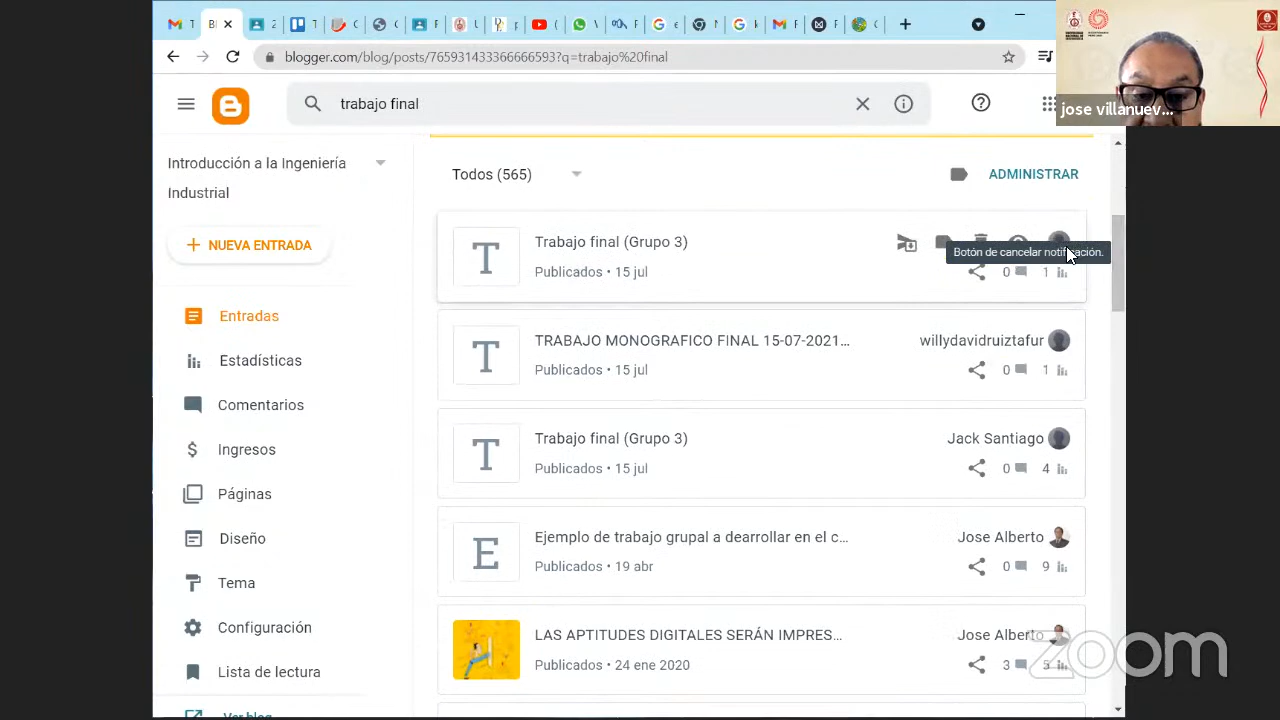 blogger.com/blog/posts/765931433366666593?q=trabajo%20final
trabajo final
jose villanuev...
Introducción a la Ingeniería
Industrial
NUEVA ENTRADA
Entradas
Estadísticas
Comentarios
Ingresos
Páginas
Diseño
Tema
Configuración
Lista de lectura
Ver blog
Todos (565)
ADMINISTRAR
T
Trabajo final (Grupo 3)
Botón de cancelar notificación.
Publicados • 15 jul
0
1
T
TRABAJO MONOGRAFICO FINAL 15-07-2021...
willydavidruiztafur
Publicados • 15 jul
0
1
T
Trabajo final (Grupo 3)
Jack Santiago
Publicados • 15 jul
0
4
E
Ejemplo de trabajo grupal a dearrollar en el c...
Jose Alberto
Publicados • 19 abr
0
9
LAS APTITUDES DIGITALES SERÁN IMPRES...
Jose Alberto
Publicados • 24 ene 2020
3
5
zoom